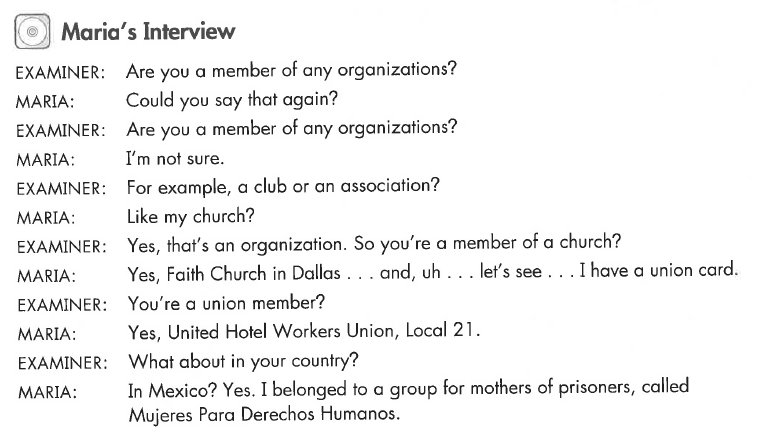 Maria's Interview
EXAMINER: Are you a member of any organizations?
MARIA: Could you say that again?
EXAMINER: Are you a member of any organizations?
MARIA: I'm not sure.
EXAMINER: For example, a club or an association?
MARIA: Like my church?
EXAMINER: Yes, that's an organization. So you're a member of a church?
MARIA: Yes, Faith Church in Dallas . . . and, uh . . . let's see . . . I have a union card.
EXAMINER: You're a union member?
MARIA: Yes, United Hotel Workers Union, Local 21.
EXAMINER: What about in your country?
MARIA: In Mexico? Yes. I belonged to a group for mothers of prisoners, called
Mujeres Para Derechos Humanos.